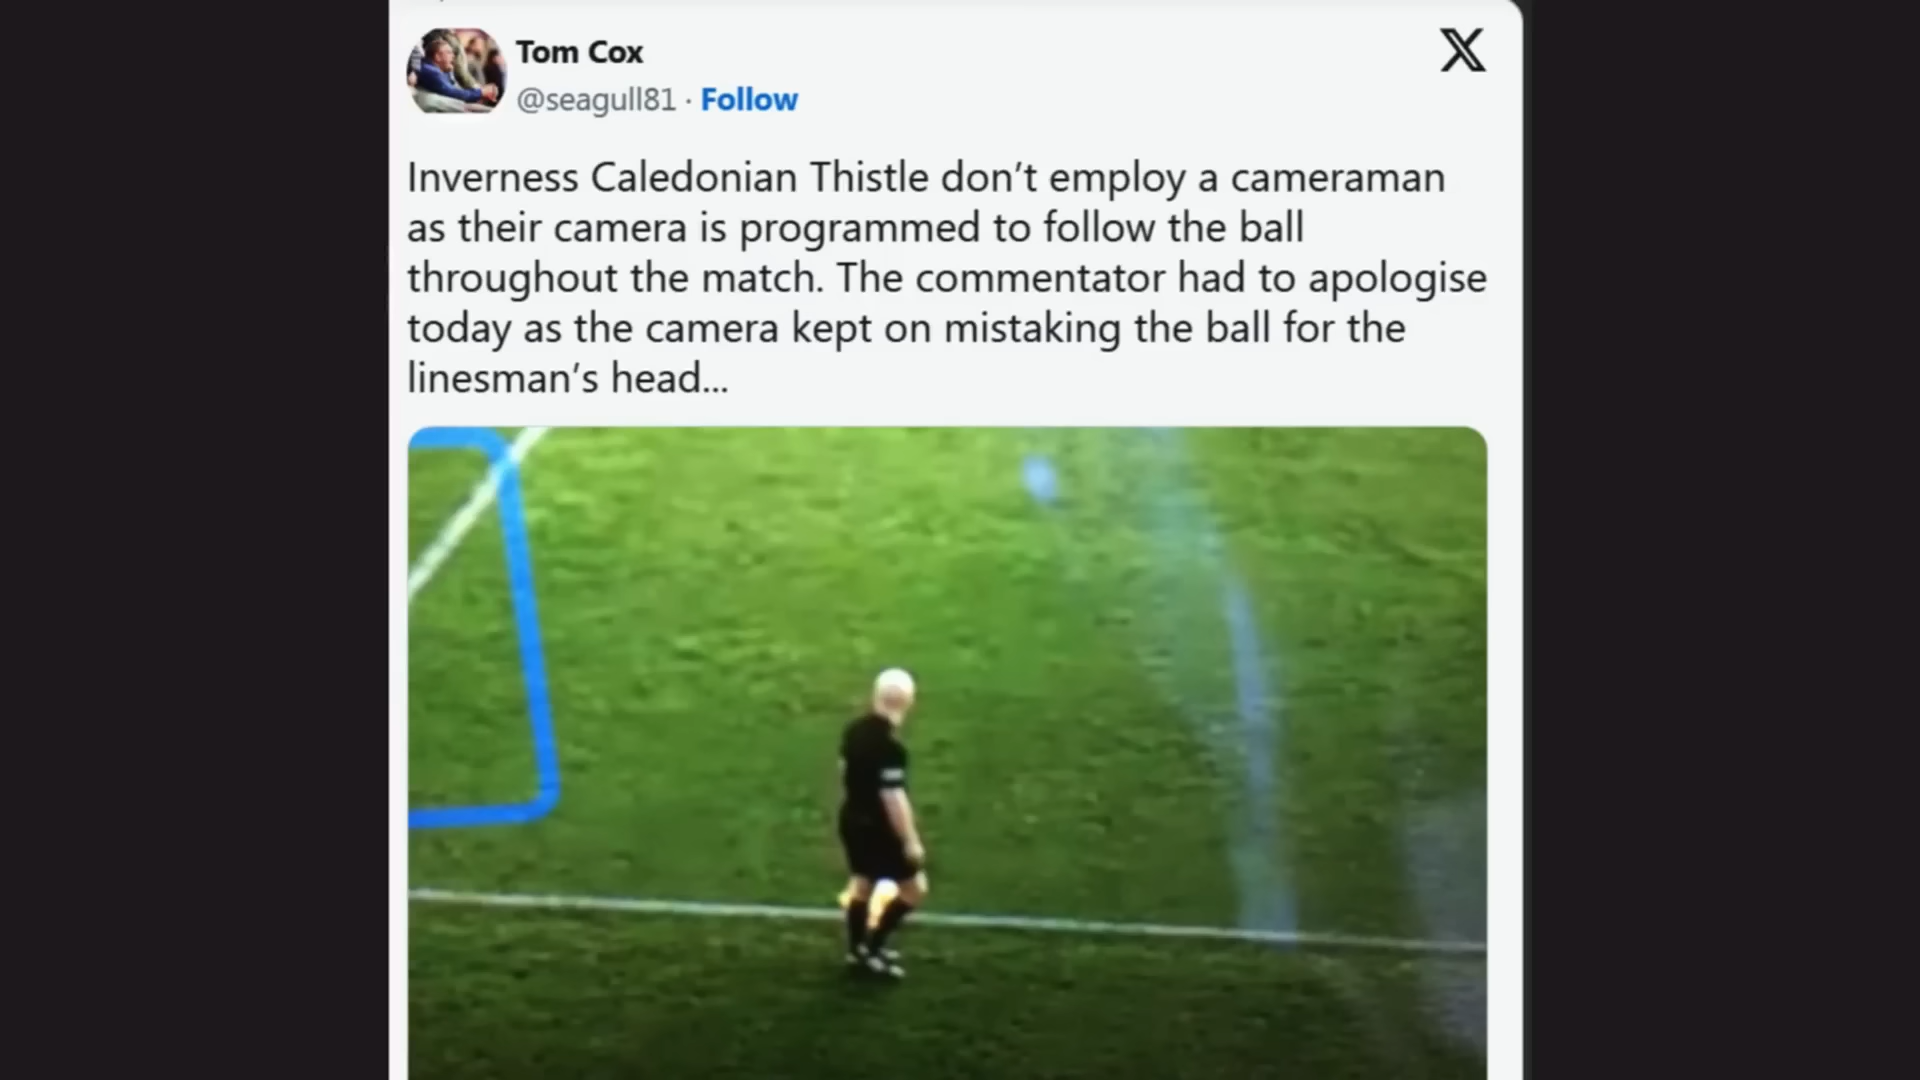 Tom Cox
@seagull81 · Follow
Inverness Caledonian Thistle don’t employ a cameraman
as their camera is programmed to follow the ball
throughout the match. The commentator had to apologise
today as the camera kept on mistaking the ball for the
linesman’s head...